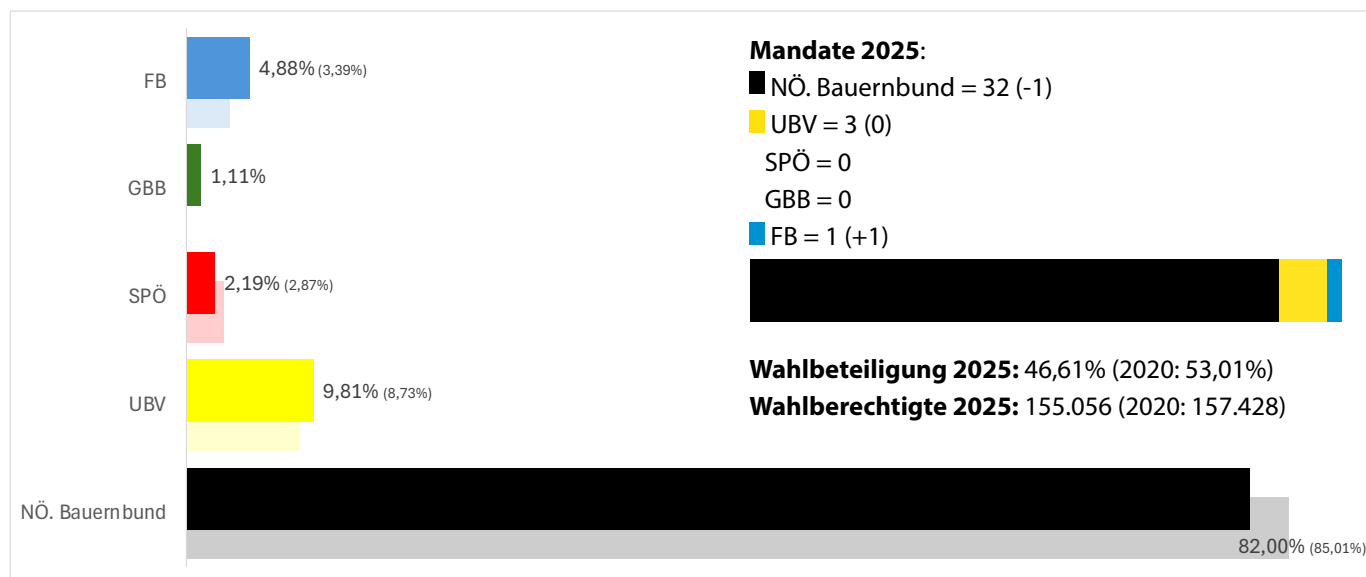 FB
4,88% (3,39%)
GBB
1,11%
SPÖ
2,19% (2,87%)
UBV
9,81% (8,73%)
NÖ. Bauernbund
82,00% (85,01%)
Mandate 2025:
NÖ. Bauernbund = 32 (-1)
UBV = 3 (0)
SPÖ = 0
GBB = 0
FB = 1 (+1)
Wahlbeteiligung 2025: 46,61% (2020: 53,01%)
Wahlberechtigte 2025: 155.056 (2020: 157.428)